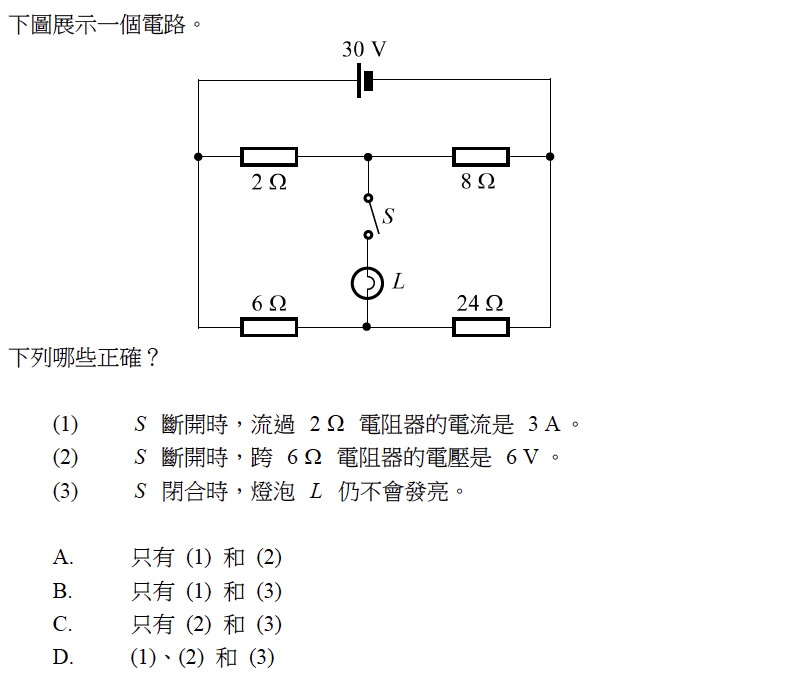 下圖展示一個電路。
30 V
2 Ω
8 Ω
S
L
6 Ω
24 Ω
下列哪些正確？
(1) S 斷開時，流過 2 Ω 電阻器的電流是 3 A 。
(2) S 斷開時，跨 6 Ω 電阻器的電壓是 6 V 。
(3) S 閉合時，燈泡 L 仍不會發亮。
A. 只有 (1) 和 (2)
B. 只有 (1) 和 (3)
C. 只有 (2) 和 (3)
D. (1)、(2) 和 (3)